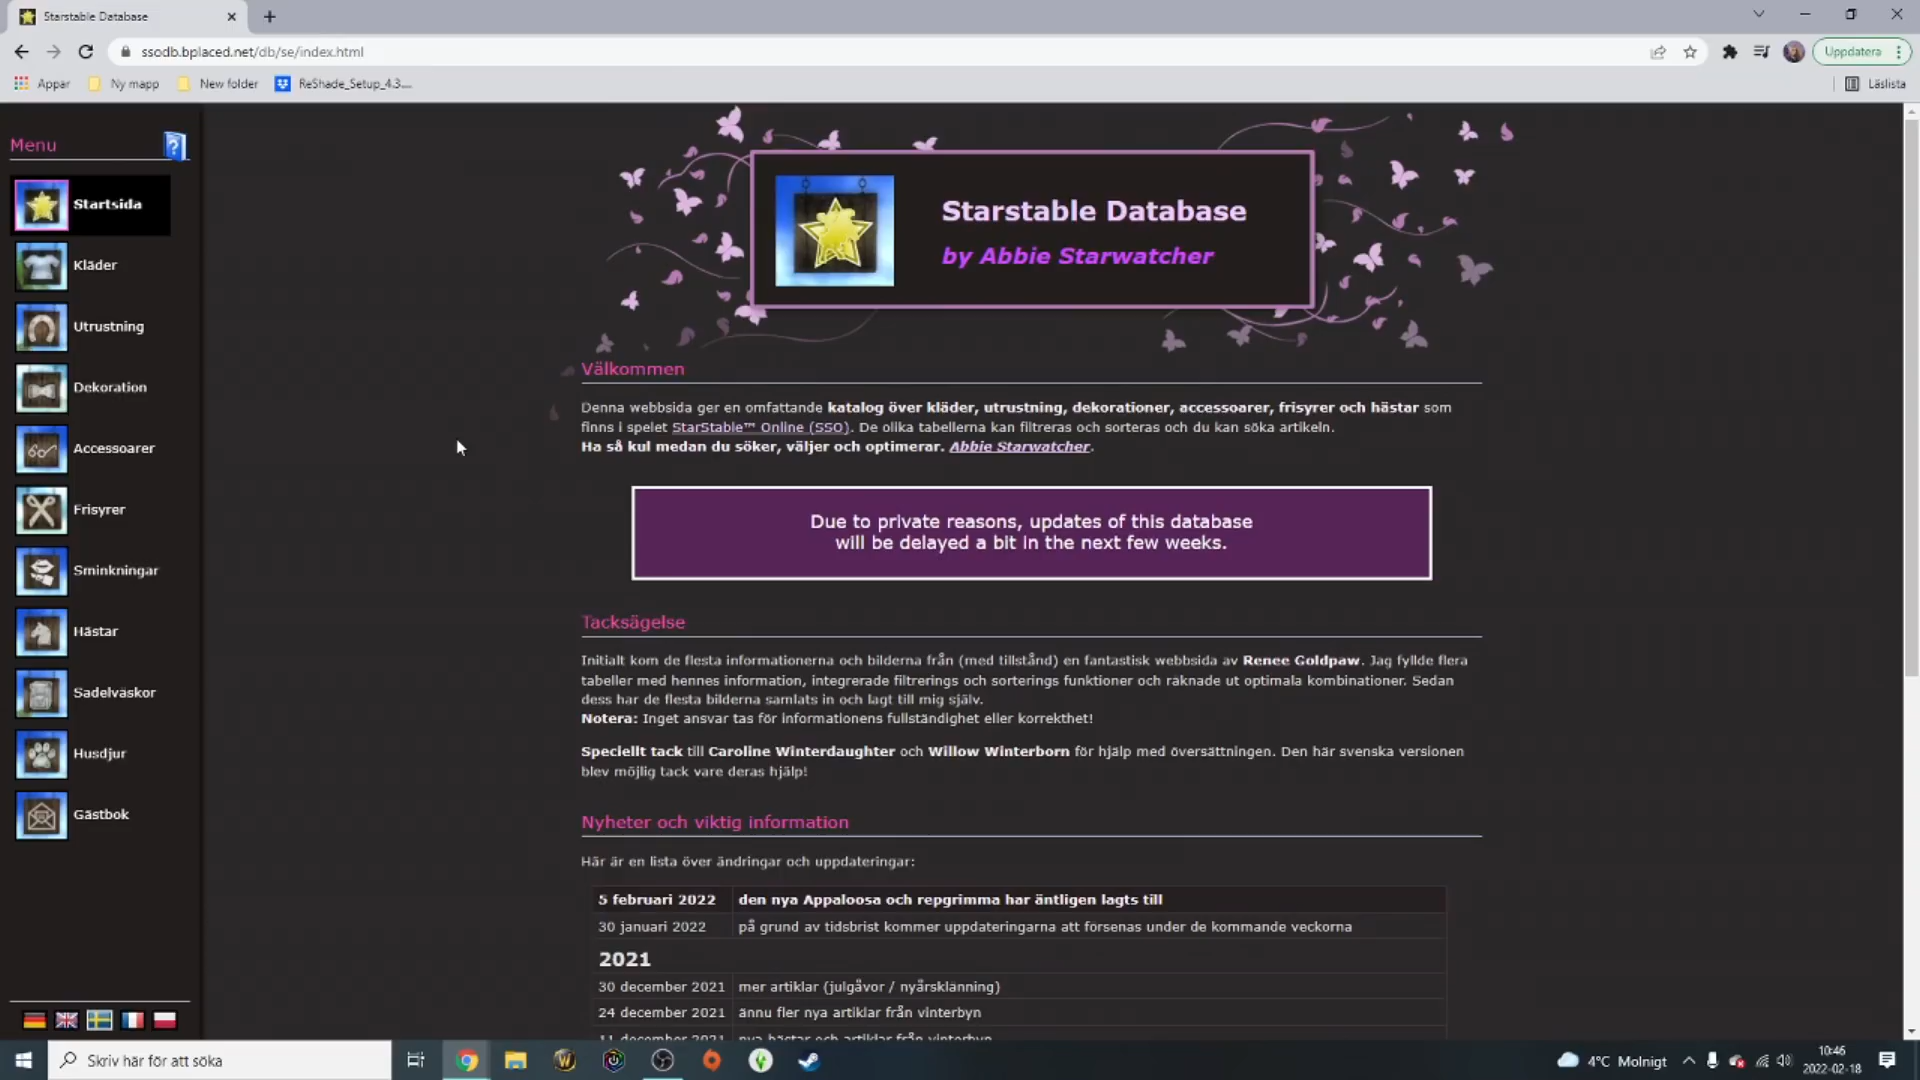 Starstable Database
ssodb.bplaced.net/db/se/index.html
Uppdatera
Appar
Ny mapp
New folder
ReShade_Setup_4.3....
Läslista
Menu
Startsida
Kläder
Utrustning
Dekoration
Accessoarer
Frisyrer
Sminkningar
Hästar
Sadelväskor
Husdjur
Gästbok
Starstable Database
by Abbie Starwatcher
Välkommen
Denna webbsida ger en omfattande katalog över kläder, utrustning, dekorationer, accessoarer, frisyrer och hästar som
finns i spelet StarStable™ Online (SSO). De olika tabellerna kan filtreras och sorteras och du kan söka artikeln.
Ha så kul medan du söker, väljer och optimerar. Abbie Starwatcher.
Due to private reasons, updates of this database
will be delayed a bit in the next few weeks.
Tacksägelse
Initialt kom de flesta informationerna och bilderna från (med tillstånd) en fantastisk webbsida av Renee Goldpaw. Jag fyllde flera
tabeller med hennes information, integrerade filtrerings och sorterings funktioner och räknade ut optimala kombinationer. Sedan
dess har de flesta bilderna samlats in och lagt till mig själv.
Notera: Inget ansvar tas för informationens fullständighet eller korrekthet!
Speciellt tack till Caroline Winterdaughter och Willow Winterborn för hjälp med översättningen. Den här svenska versionen
blev möjlig tack vare deras hjälp!
Nyheter och viktig information
Här är en lista över ändringar och uppdateringar:
5 februari 2022 den nya Appaloosa och repgrimma har äntligen lagts till
30 januari 2022 på grund av tidsbrist kommer uppdateringarna att försenas under de kommande veckorna
2021
30 december 2021 mer artiklar (julgåvor / nyårsklänning)
24 december 2021 ännu fler nya artiklar från vinterbyn
11 december 2021 nya hästar och artiklar från vinterbyn
Skriv här för att söka
4°C Molnigt
10:46
2022-02-18